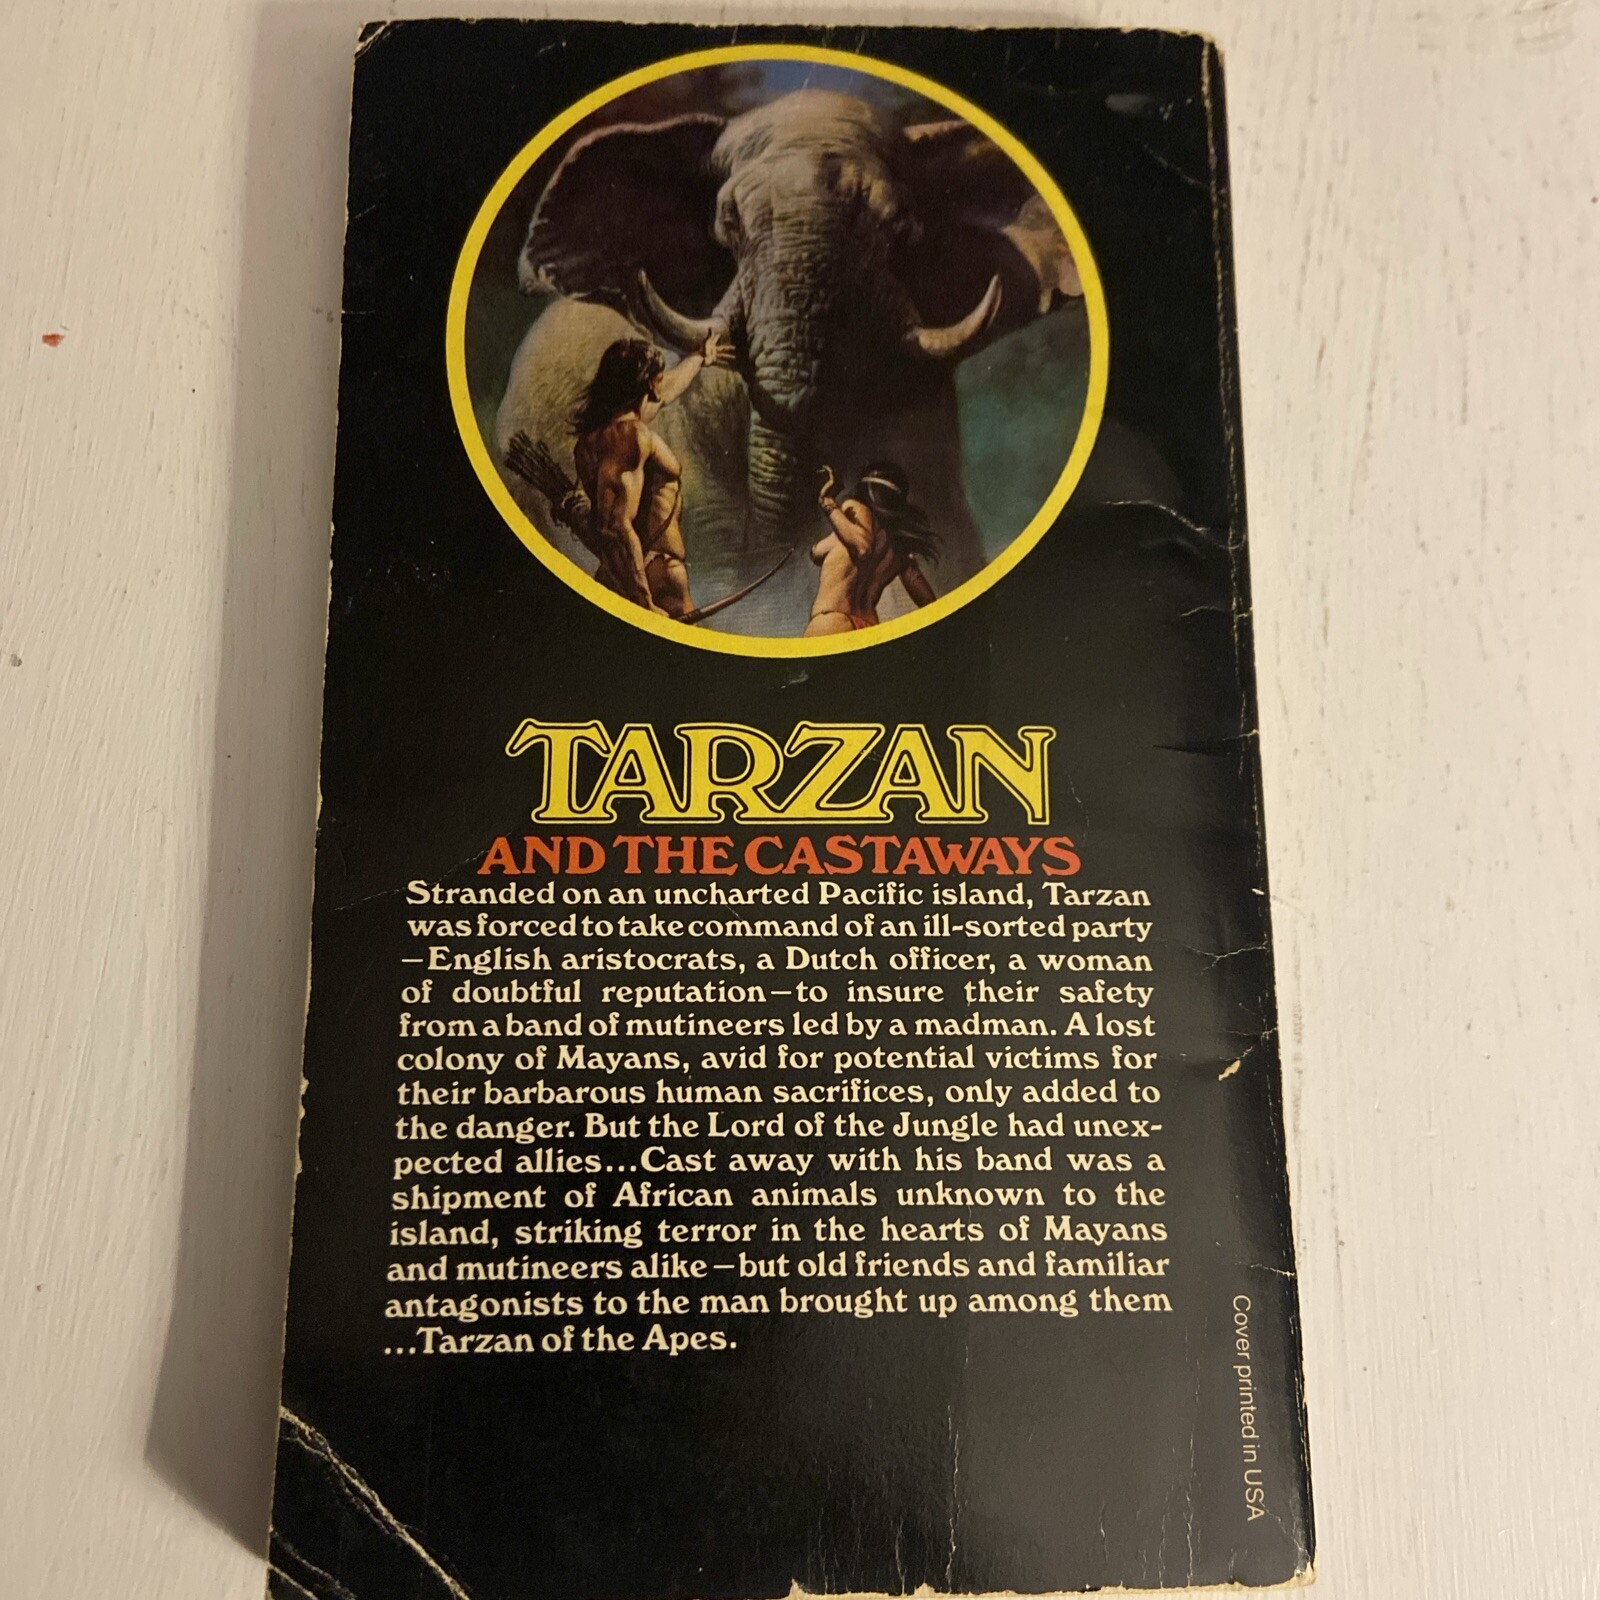 TARZAN
AND THE CASTAWAYS
Stranded on an uncharted Pacific island, Tarzan
was forced to take command of an ill-sorted party
—English aristocrats, a Dutch officer, a woman
of doubtful reputation—to insure their safety
from a band of mutineers led by a madman. A lost
colony of Mayans, avid for potential victims for
their barbarous human sacrifices, only added to
the danger. But the Lord of the Jungle had unex-
pected allies...Cast away with his band was a
shipment of African animals unknown to the
island, striking terror in the hearts of Mayans
and mutineers alike—but old friends and familiar
antagonists to the man brought up among them
...Tarzan of the Apes.
Cover printed in USA